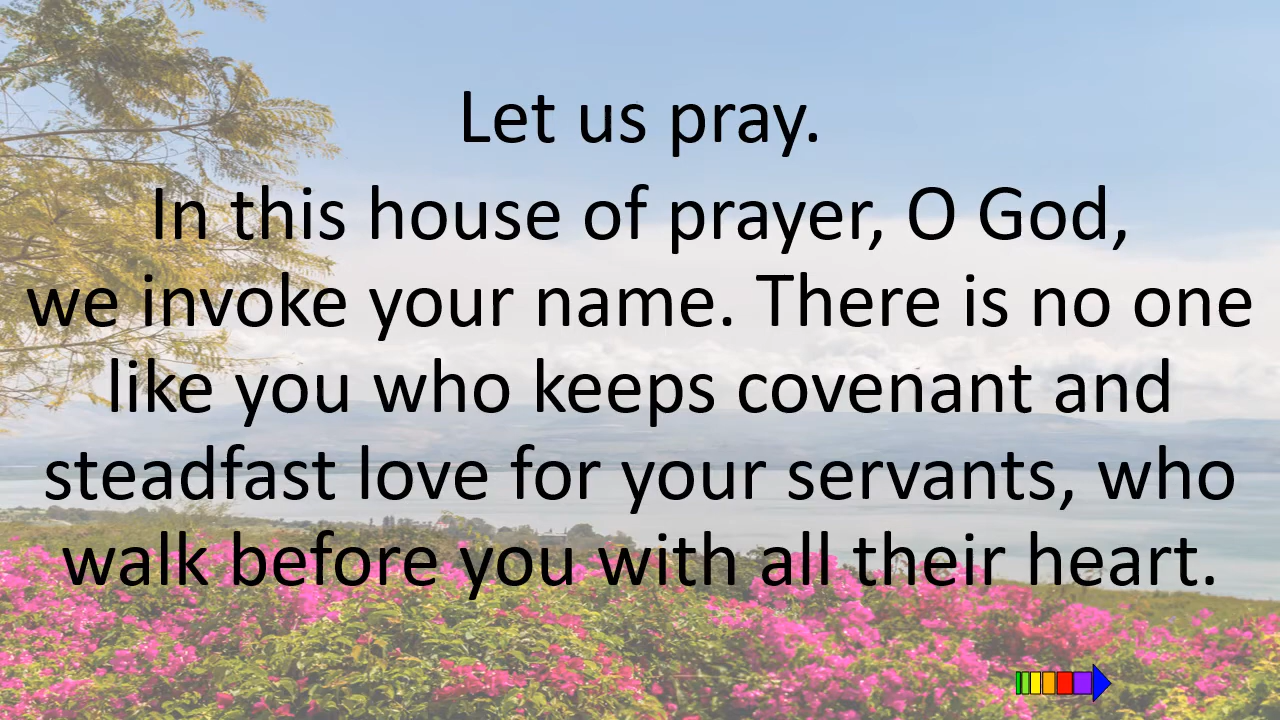 Let us pray.
In this house of prayer, O God,
we invoke your name. There is no one
like you who keeps covenant and
steadfast love for your servants, who
walk before you with all their heart.